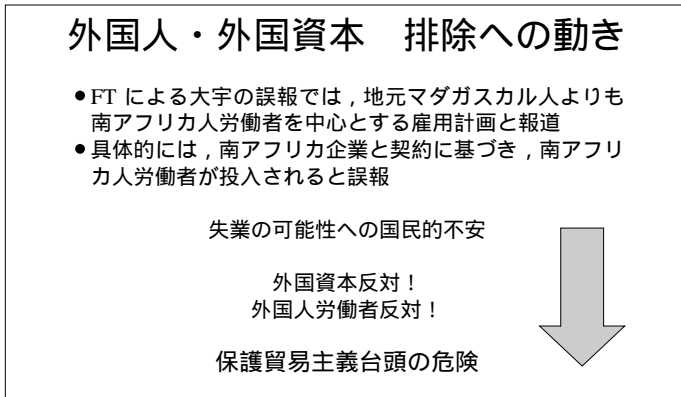 外国人・外国資本　排除への動き
● FT による大宇の誤報では , 地元マダガスカル人よりも
南アフリカ人労働者を中心とする雇用計画と報道
● 具体的には , 南アフリカ企業と契約に基づき , 南アフリ
カ人労働者が投入されると誤報
失業の可能性への国民的不安
外国資本反対！
外国人労働者反対！
保護貿易主義台頭の危険